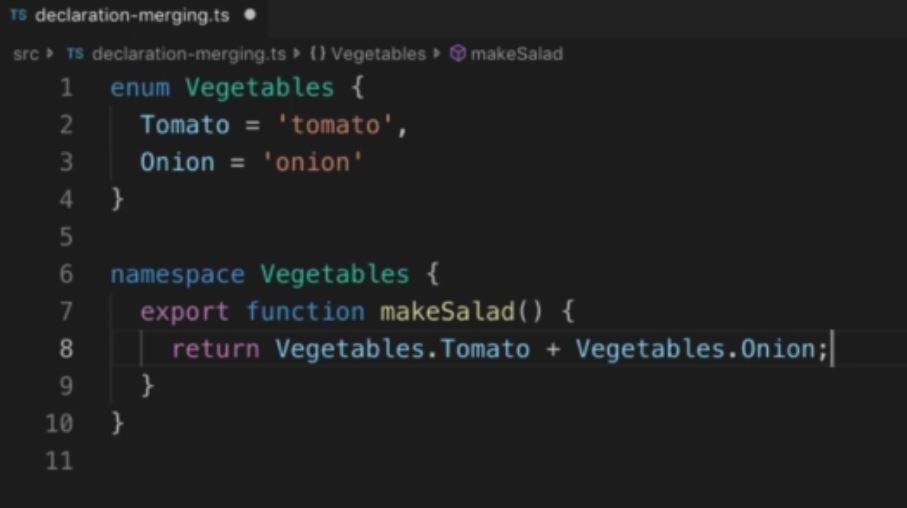 TS declaration-merging.ts ●
src › TS declaration-merging.ts › {} Vegetables › makeSalad
1 enum Vegetables {
2   Tomato = 'tomato',
3   Onion = 'onion'
4 }
5
6 namespace Vegetables {
7   export function makeSalad() {
8     return Vegetables.Tomato + Vegetables.Onion;
9   }
10 }
11